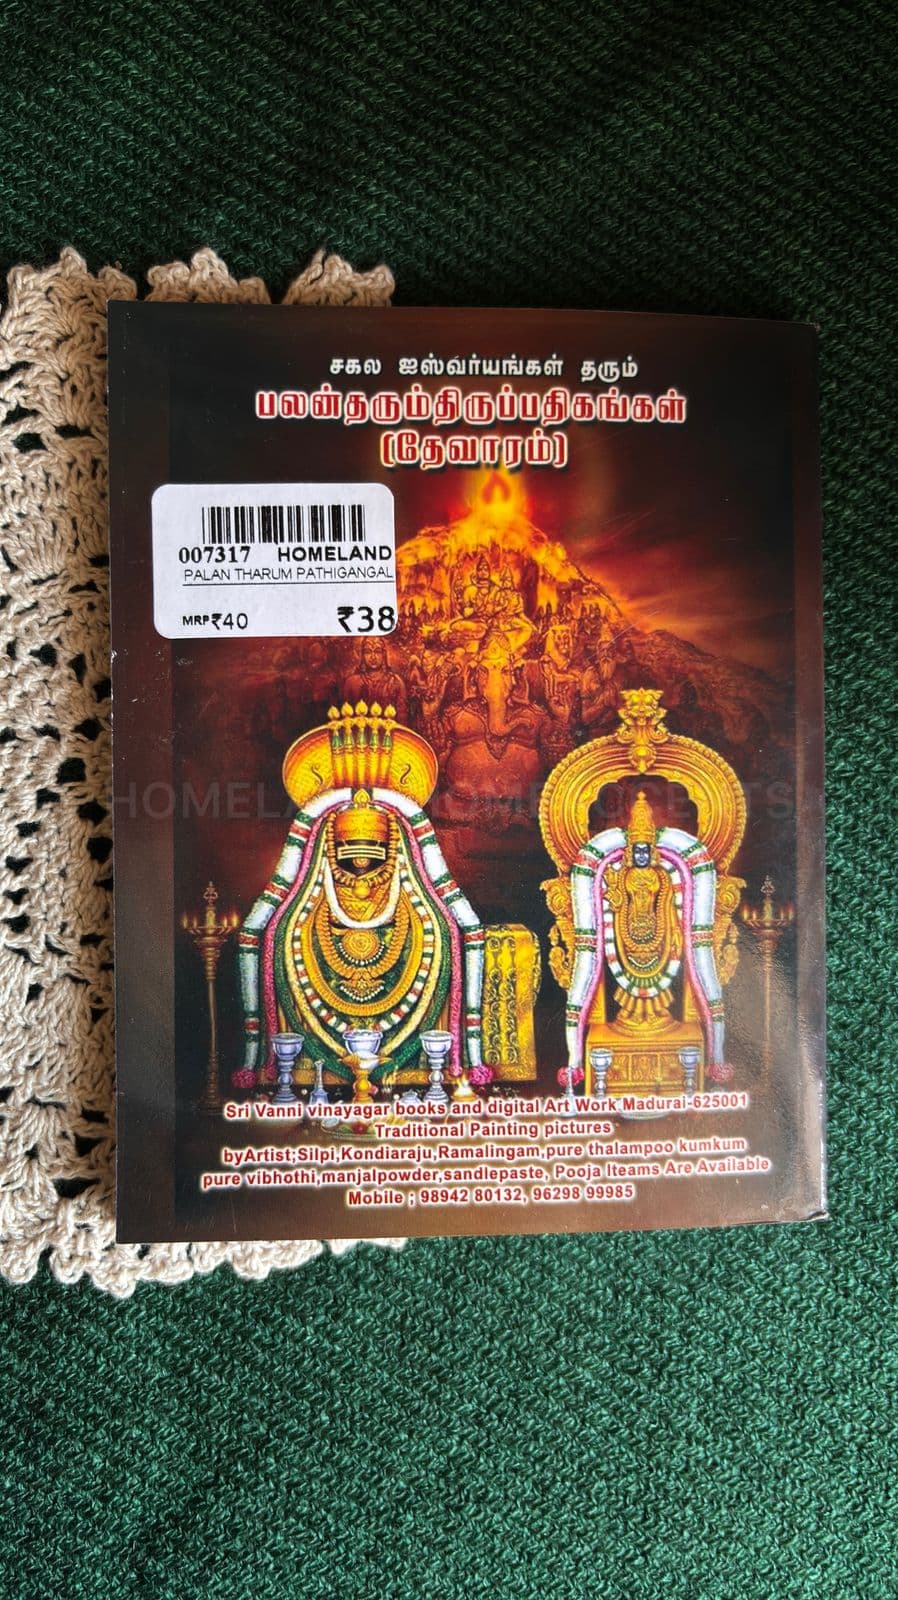 சகல ஐஸ்வர்யங்கள் தரும்
பலன்தரும்திருப்பதிகங்கள்
(தேவாரம்)
007317 HOMELAND
PALAN THARUM PATHIGANGAL
MRP₹40 ₹38
Sri Vanni vinayagar books and digital Art Work Madurai-625001
Traditional Painting pictures
byArtist;Silpi,Kondiaraju,Ramalingam,pure thalampoo kumkum
pure vibhothi,manjalpowder,sandlepaste, Pooja Iteams Are Available
Mobile ; 98942 80132, 96298 99985